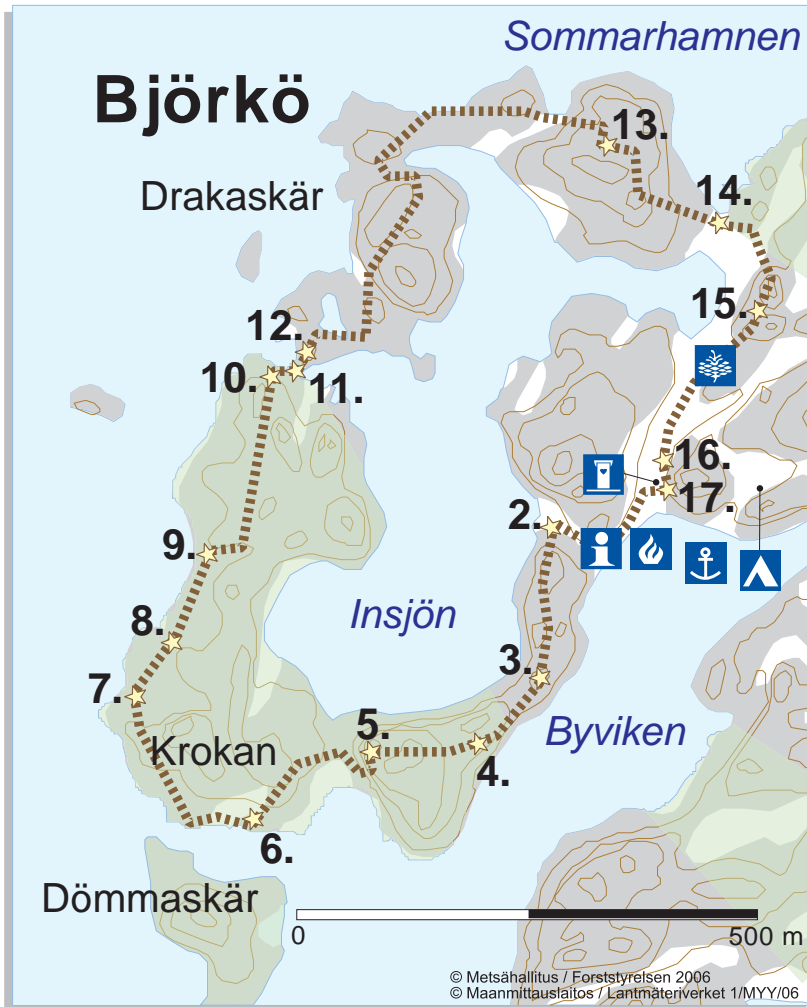 Sommarhamnen
Björkö
13.
Drakaskär
14.
15.
12.
10.
11.
16.
17.
2.
9.
Insjön
8.
3.
7.
5.
Byviken
Krokan
4.
6.
Dömmaskär
0
500 m
© Metsähallitus / Forststyrelsen 2006
© Maanmittauslaitos / Lantmäteriverket 1/MYY/06